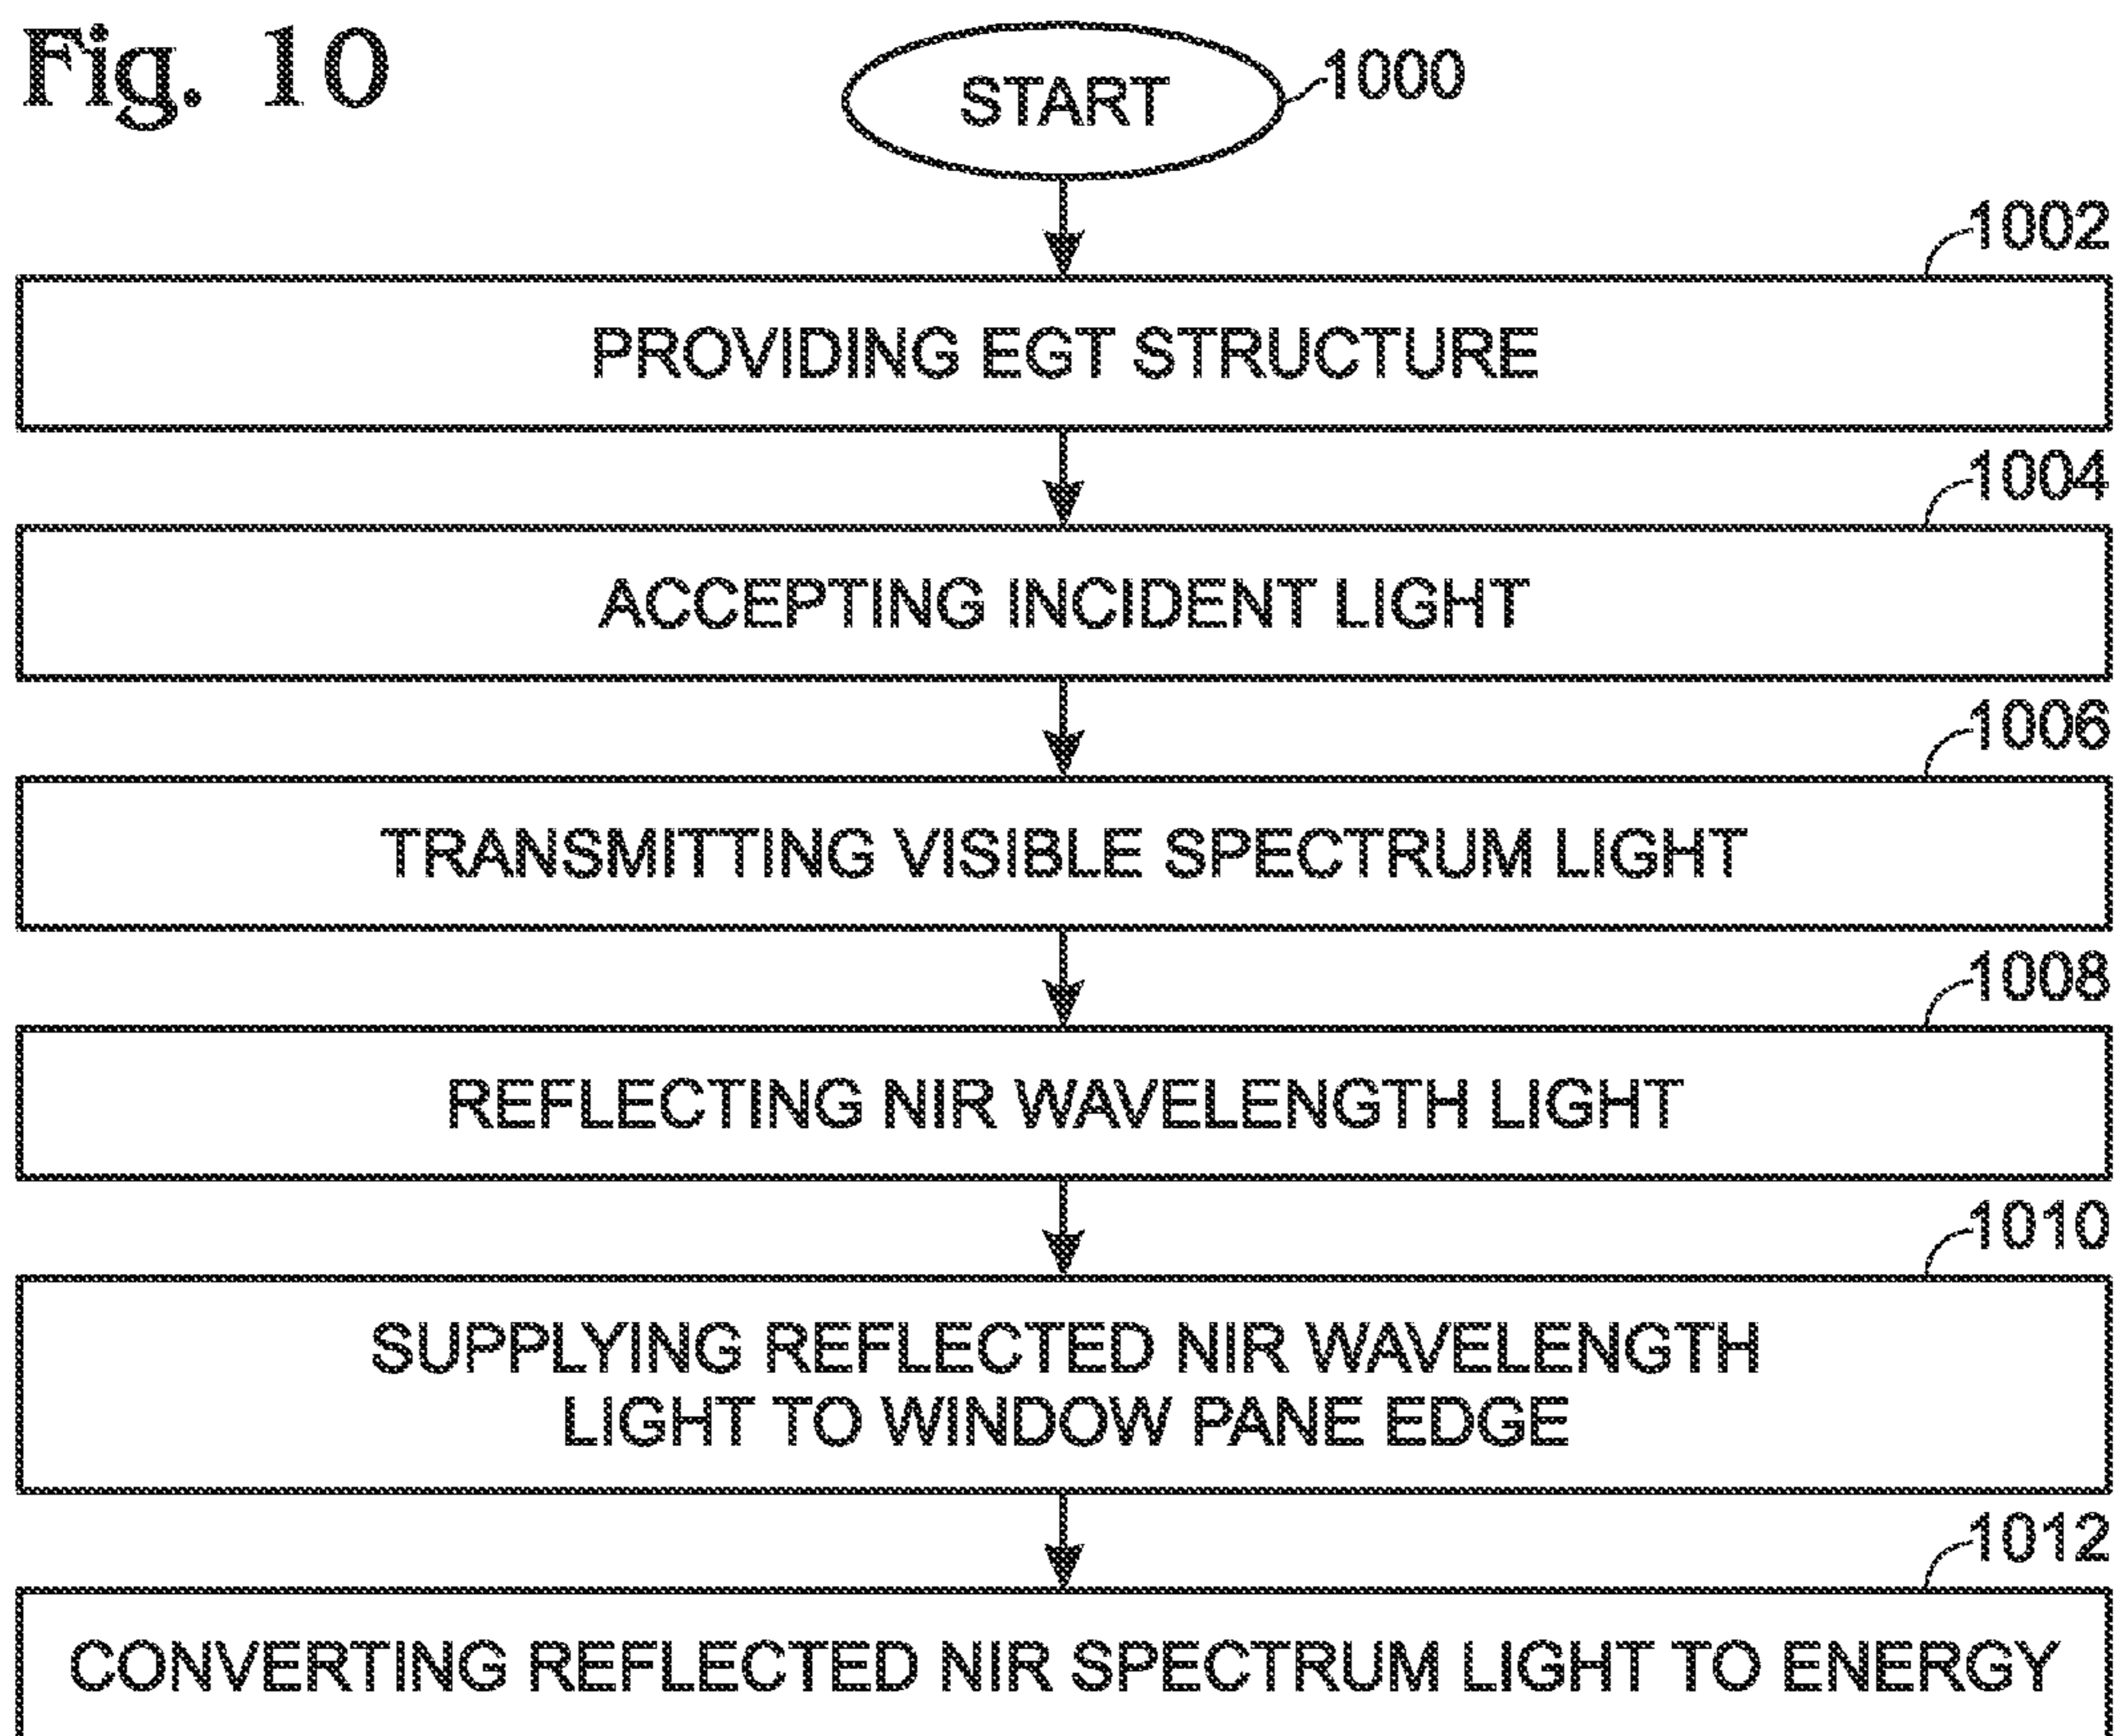 Fig. 10
START
1000
1002
PROVIDING EGT STRUCTURE
1004
ACCEPTING INCIDENT LIGHT
1006
TRANSMITTING VISIBLE SPECTRUM LIGHT
1008
REFLECTING NIR WAVELENGTH LIGHT
1010
SUPPLYING REFLECTED NIR WAVELENGTH
LIGHT TO WINDOW PANE EDGE
1012
CONVERTING REFLECTED NIR SPECTRUM LIGHT TO ENERGY